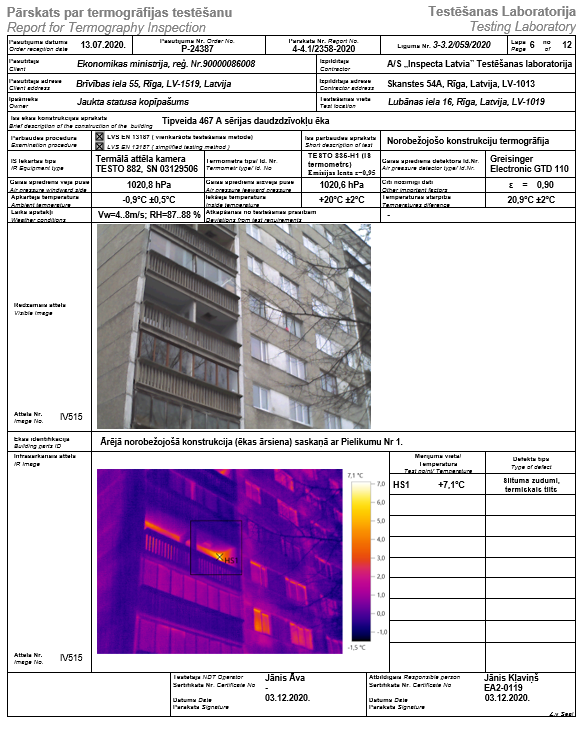 Pārskats par termogrāfijas testēšanu
Testēšanas Laboratorija
Report for Thermography Inspection
Testing Laboratory
Pasūtījuma datums
Order reception date
13.07.2020.
Pasūtījuma Nr. Order No.
P-24387
Pārskata Nr. Report No.
4-4.1/2358-2020
Līguma Nr. 3-3.2/059/2020
Lapa 6 no 12
Page of
Pasūtītājs
Client
Ekonomikas ministrija, reģ. Nr.90000086008
Izpildītājs
Contractor
A/S „Inspecta Latvia” Testēšanas laboratorija
Pasūtītāja adrese
Client address
Brīvības iela 55, Rīga, LV-1519, Latvija
Izpildītāja adrese
Contractor address
Skanstes 54A, Rīga, Latvija, LV-1013
Īpašnieks
Owner
Jaukta statusa kopīpašums
Testēšanas vieta
Test location
Lubānas iela 16, Rīga, Latvija, LV-1019
Īss ēkas konstrukcijas apraksts
Brief description of the construction of the building
Tipveida 467 A sērijas daudzdzīvokļu ēka
Pārbaudes procedūra
Examination procedure
LVS EN 13187 ( vienkāršota testēšanas metode)
LVS EN 13187 ( simplified testing method )
Īss pārbaudes apraksts
Short description of test
Norobežojošo konstrukciju termogrāfija
IS iekārtas tips
IR Equipment type
Termālā attēla kamera
TESTO 882, SN 03129506
Termometra tips/ Id. Nr.
Termometr type/ Id. No
TESTO 835-H1 (IS
termometrs)
Emisijas ierīce ε=0,95
Gaisa spiediena detektors Id.Nr.
Air pressure detector type/ Id.Nr.
Greisinger
Electronic GTD 110
Gaisa spiediens vēja pusē
Air pressure windward side
1020,8 hPa
Gaisa spiediens aizvēja pusē
Air pressure leeward pressure
1020,6 hPa
Citi nozīmīgi dati
Other important factors
ε = 0,90
Apkārtējā temperatūra
Ambient temperature
-0,9°C ±0,5°C
Iekšējā temperatūra
Inside temperature
+20°C ±2°C
Temperatūras starpība
Temperatures diference
20,9°C ±2°C
Laika apstākļi
Weather conditions
Vw=4..8m/s; RH=87..88 %
Atkāpšanās no testēšanas prasībām
Deviations from test requirements
-
Redzamais attēls
Visible Image
Attēla Nr.
Image No.
IV515
Ēkas identifikācija
Building parts ID
Ārējā norobežojošā konstrukcija (ēkas ārsiena) saskaņā ar Pielikumu Nr 1.
Infrasarkanais attēls
IR Image
Mērījuma vieta/
Temperatūra
Test point/ Temperature
Defekta tips
Type of defect
HS1 +7,1°C
Siltuma zudumi,
termiskais tilts
7,1 °C
7,0
6,0
5,0
4,0
3,0
2,0
1,0
0,0
-1,0
-1,5 °C
HS1
Attēla Nr.
Image No.
IV515
Testētājs NDT Operator
Jānis Āva
Sertifikāta Nr. Certificate No
-
Datums Date
03.12.2020.
Paraksts Signature
Atbildīgais Responsible person
Jānis Kļaviņš
Sertifikāta Nr. Certificate No
EA2-0119
Datums Date
03.12.2020.
Paraksts Signature
Z.v. Seal